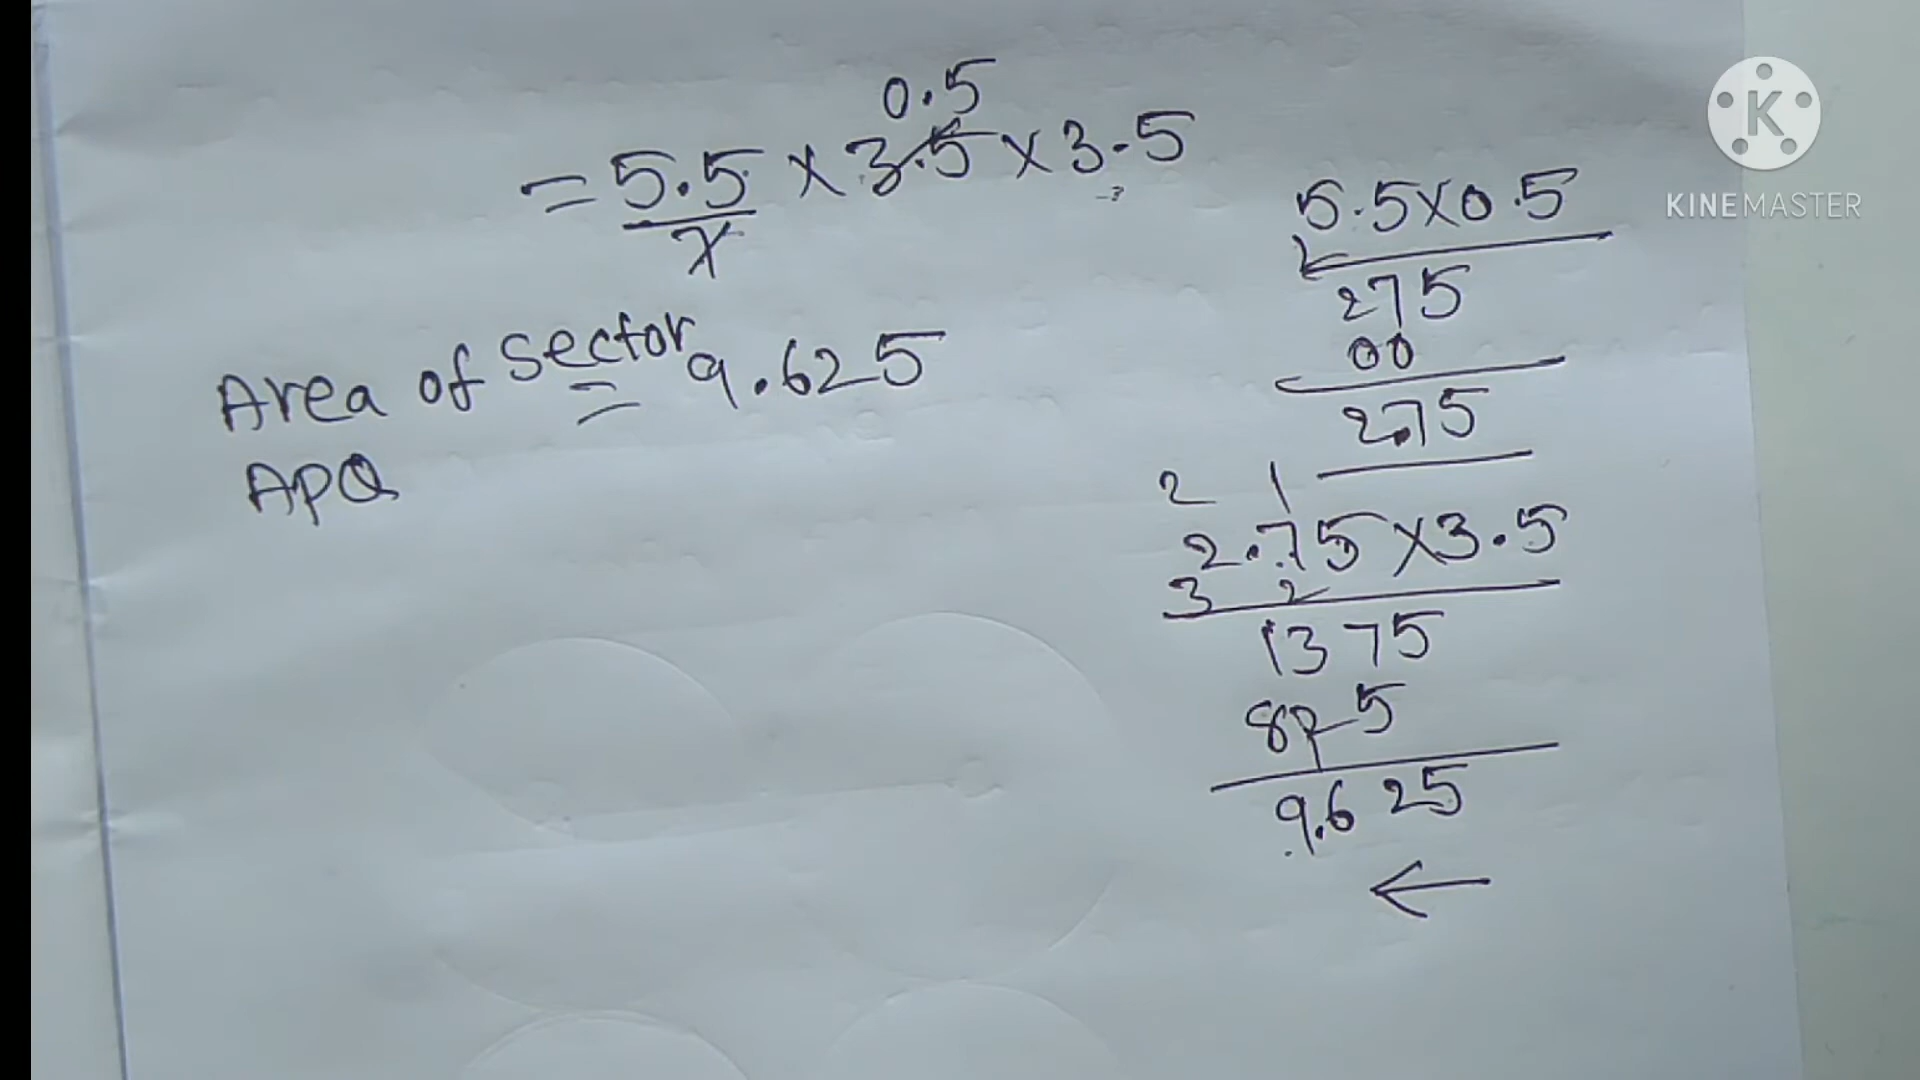 0.5
= 5.5 × 3.5 × 3.5
7
Area of Sector = 9.625
APQ
5.5×0.5
275
00
2.75
2 1
2.75 ×3.5
3 2
1375
825
9.625
←
K
KINEMASTER